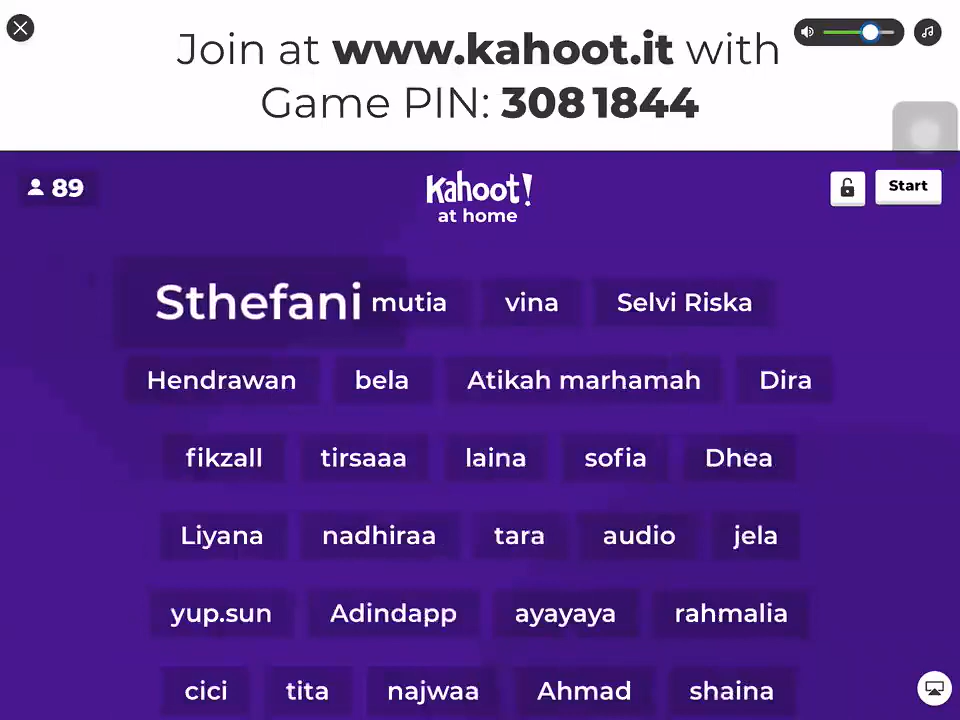 Join at www.kahoot.it with
Game PIN: 3081844
89
Kahoot!
at home
Start
Sthefani mutia vina Selvi Riska
Hendrawan bela Atikah marhamah Dira
fikzall tirsaaa laina sofia Dhea
Liyana nadhiraa tara audio jela
yup.sun Adindapp ayayaya rahmalia
cici tita najwaa Ahmad shaina